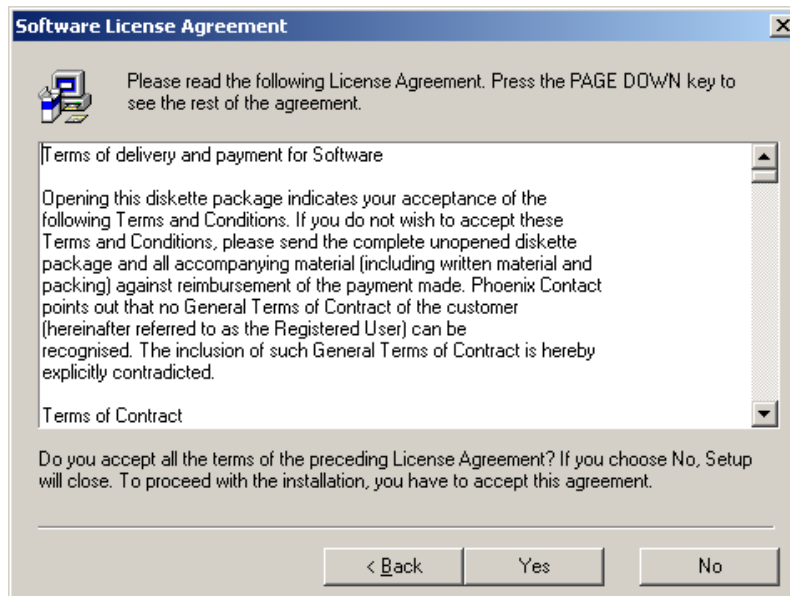 Software License Agreement
Please read the following License Agreement. Press the PAGE DOWN key to
see the rest of the agreement.
Terms of delivery and payment for Software
Opening this diskette package indicates your acceptance of the
following Terms and Conditions. If you do not wish to accept these
Terms and Conditions, please send the complete unopened diskette
package and all accompanying material (including written material and
packing) against reimbursement of the payment made. Phoenix Contact
points out that no General Terms of Contract of the customer
(hereinafter referred to as the Registered User) can be
recognised. The inclusion of such General Terms of Contract is hereby
explicitly contradicted.
Terms of Contract
Do you accept all the terms of the preceding License Agreement? If you choose No, Setup
will close. To proceed with the installation, you have to accept this agreement.
< Back Yes No